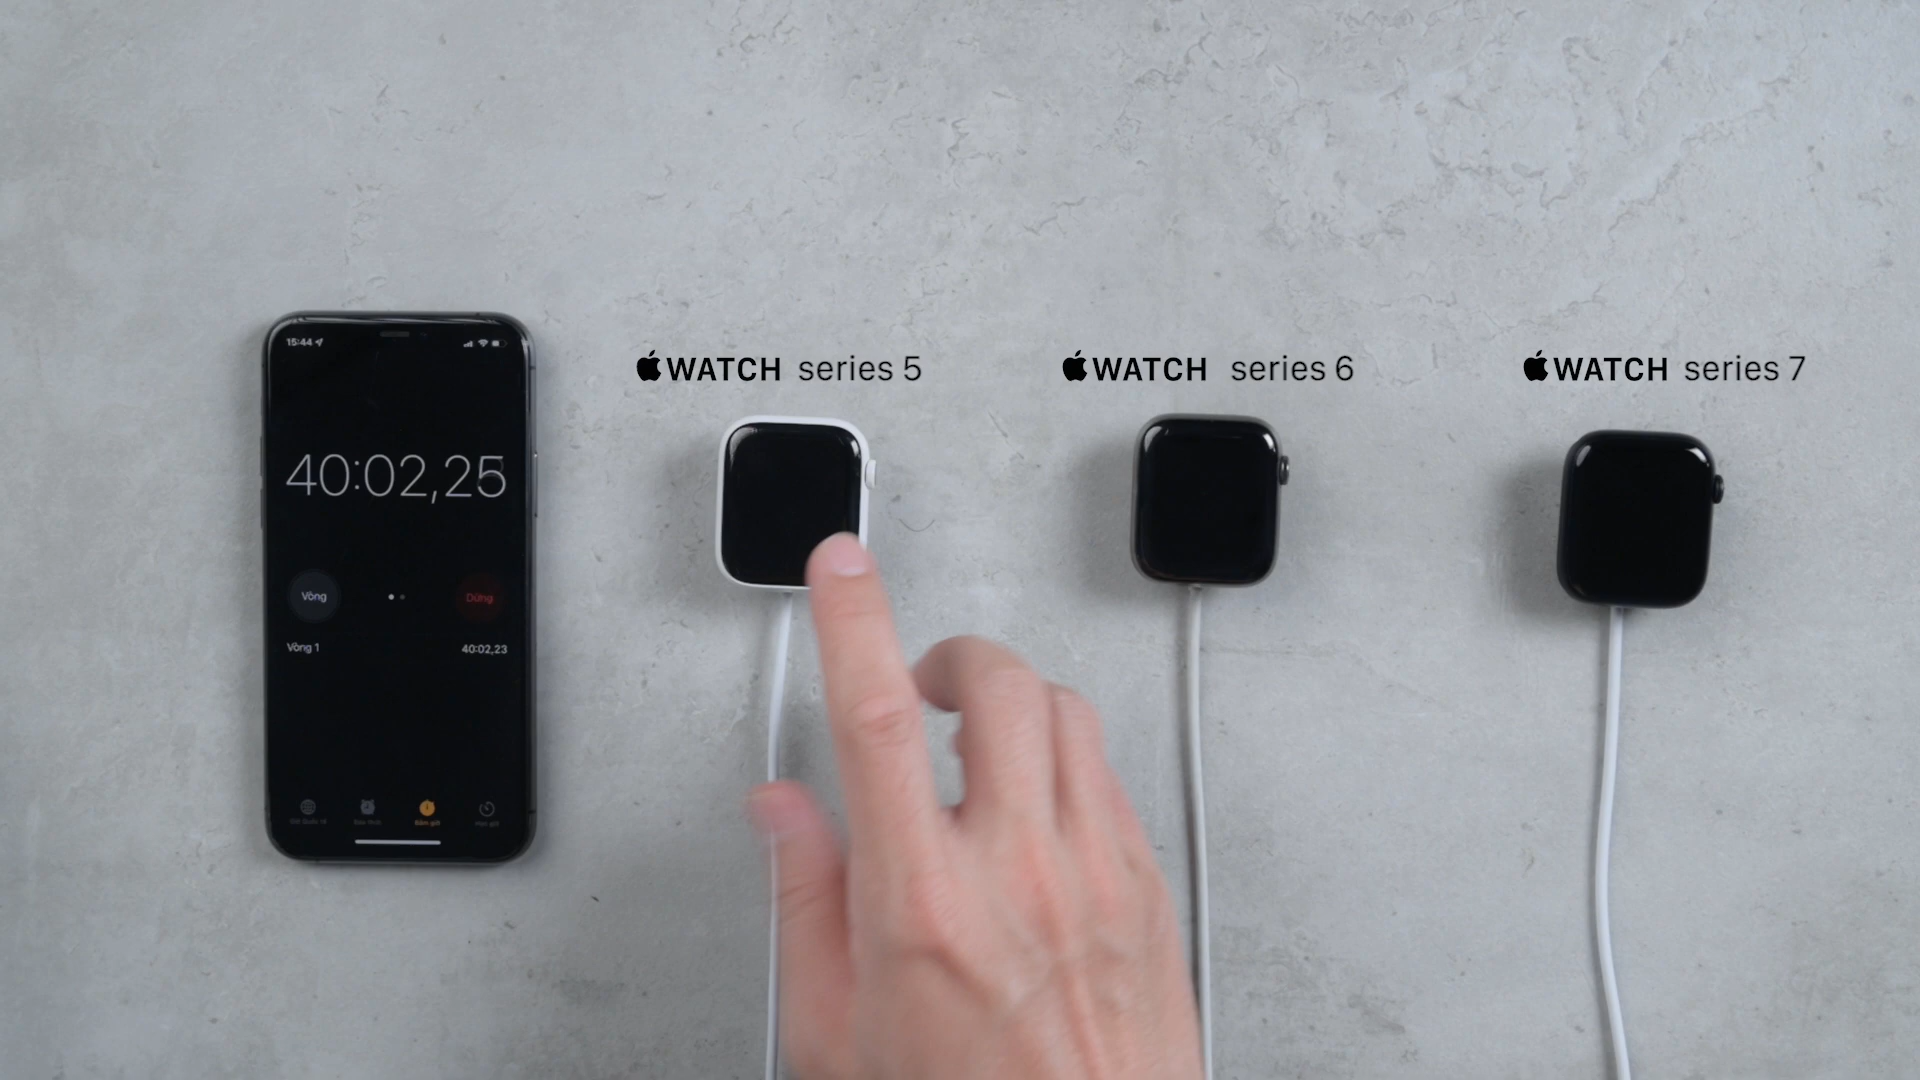 15:44
40:02,25
Vòng
Dừng
Vòng 1
40:02,23
WATCH series 5
WATCH series 6
WATCH series 7